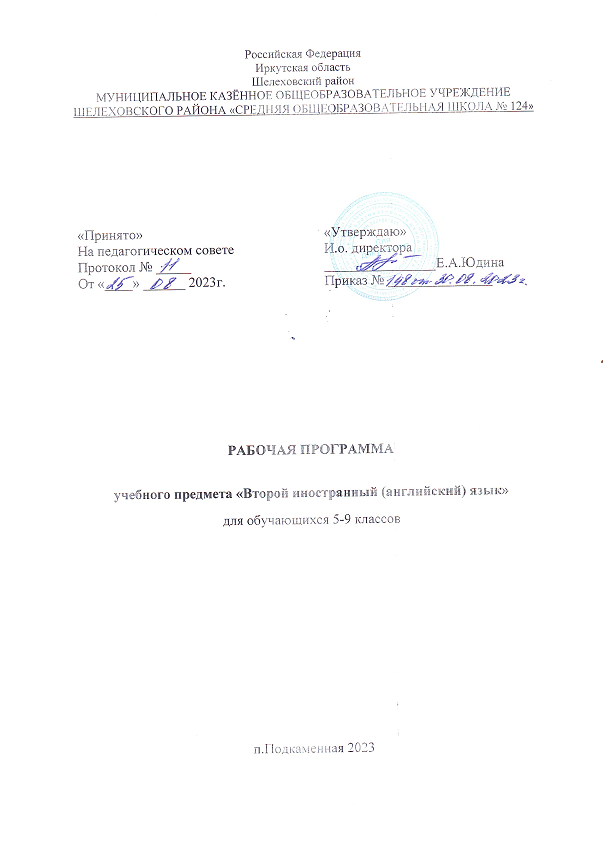 Российская Федерация
Иркутская область
Шелеховский район
МУНИЦИПАЛЬНОЕ КАЗЁННОЕ ОБЩЕОБРАЗОВАТЕЛЬНОЕ УЧРЕЖДЕНИЕ
ШЕЛЕХОВСКОГО РАЙОНА «СРЕДНЯЯ ОБЩЕОБРАЗОВАТЕЛЬНАЯ ШКОЛА № 124»
«Принято»
На педагогическом совете
Протокол № 11
От «25» 08 2023г.
«Утверждаю»
И.о. директора
Е.А.Юдина
Приказ № 148 от 30.08.2023г.
РАБОЧАЯ ПРОГРАММА
учебного предмета «Второй иностранный (английский) язык»
для обучающихся 5-9 классов
п.Подкаменная 2023